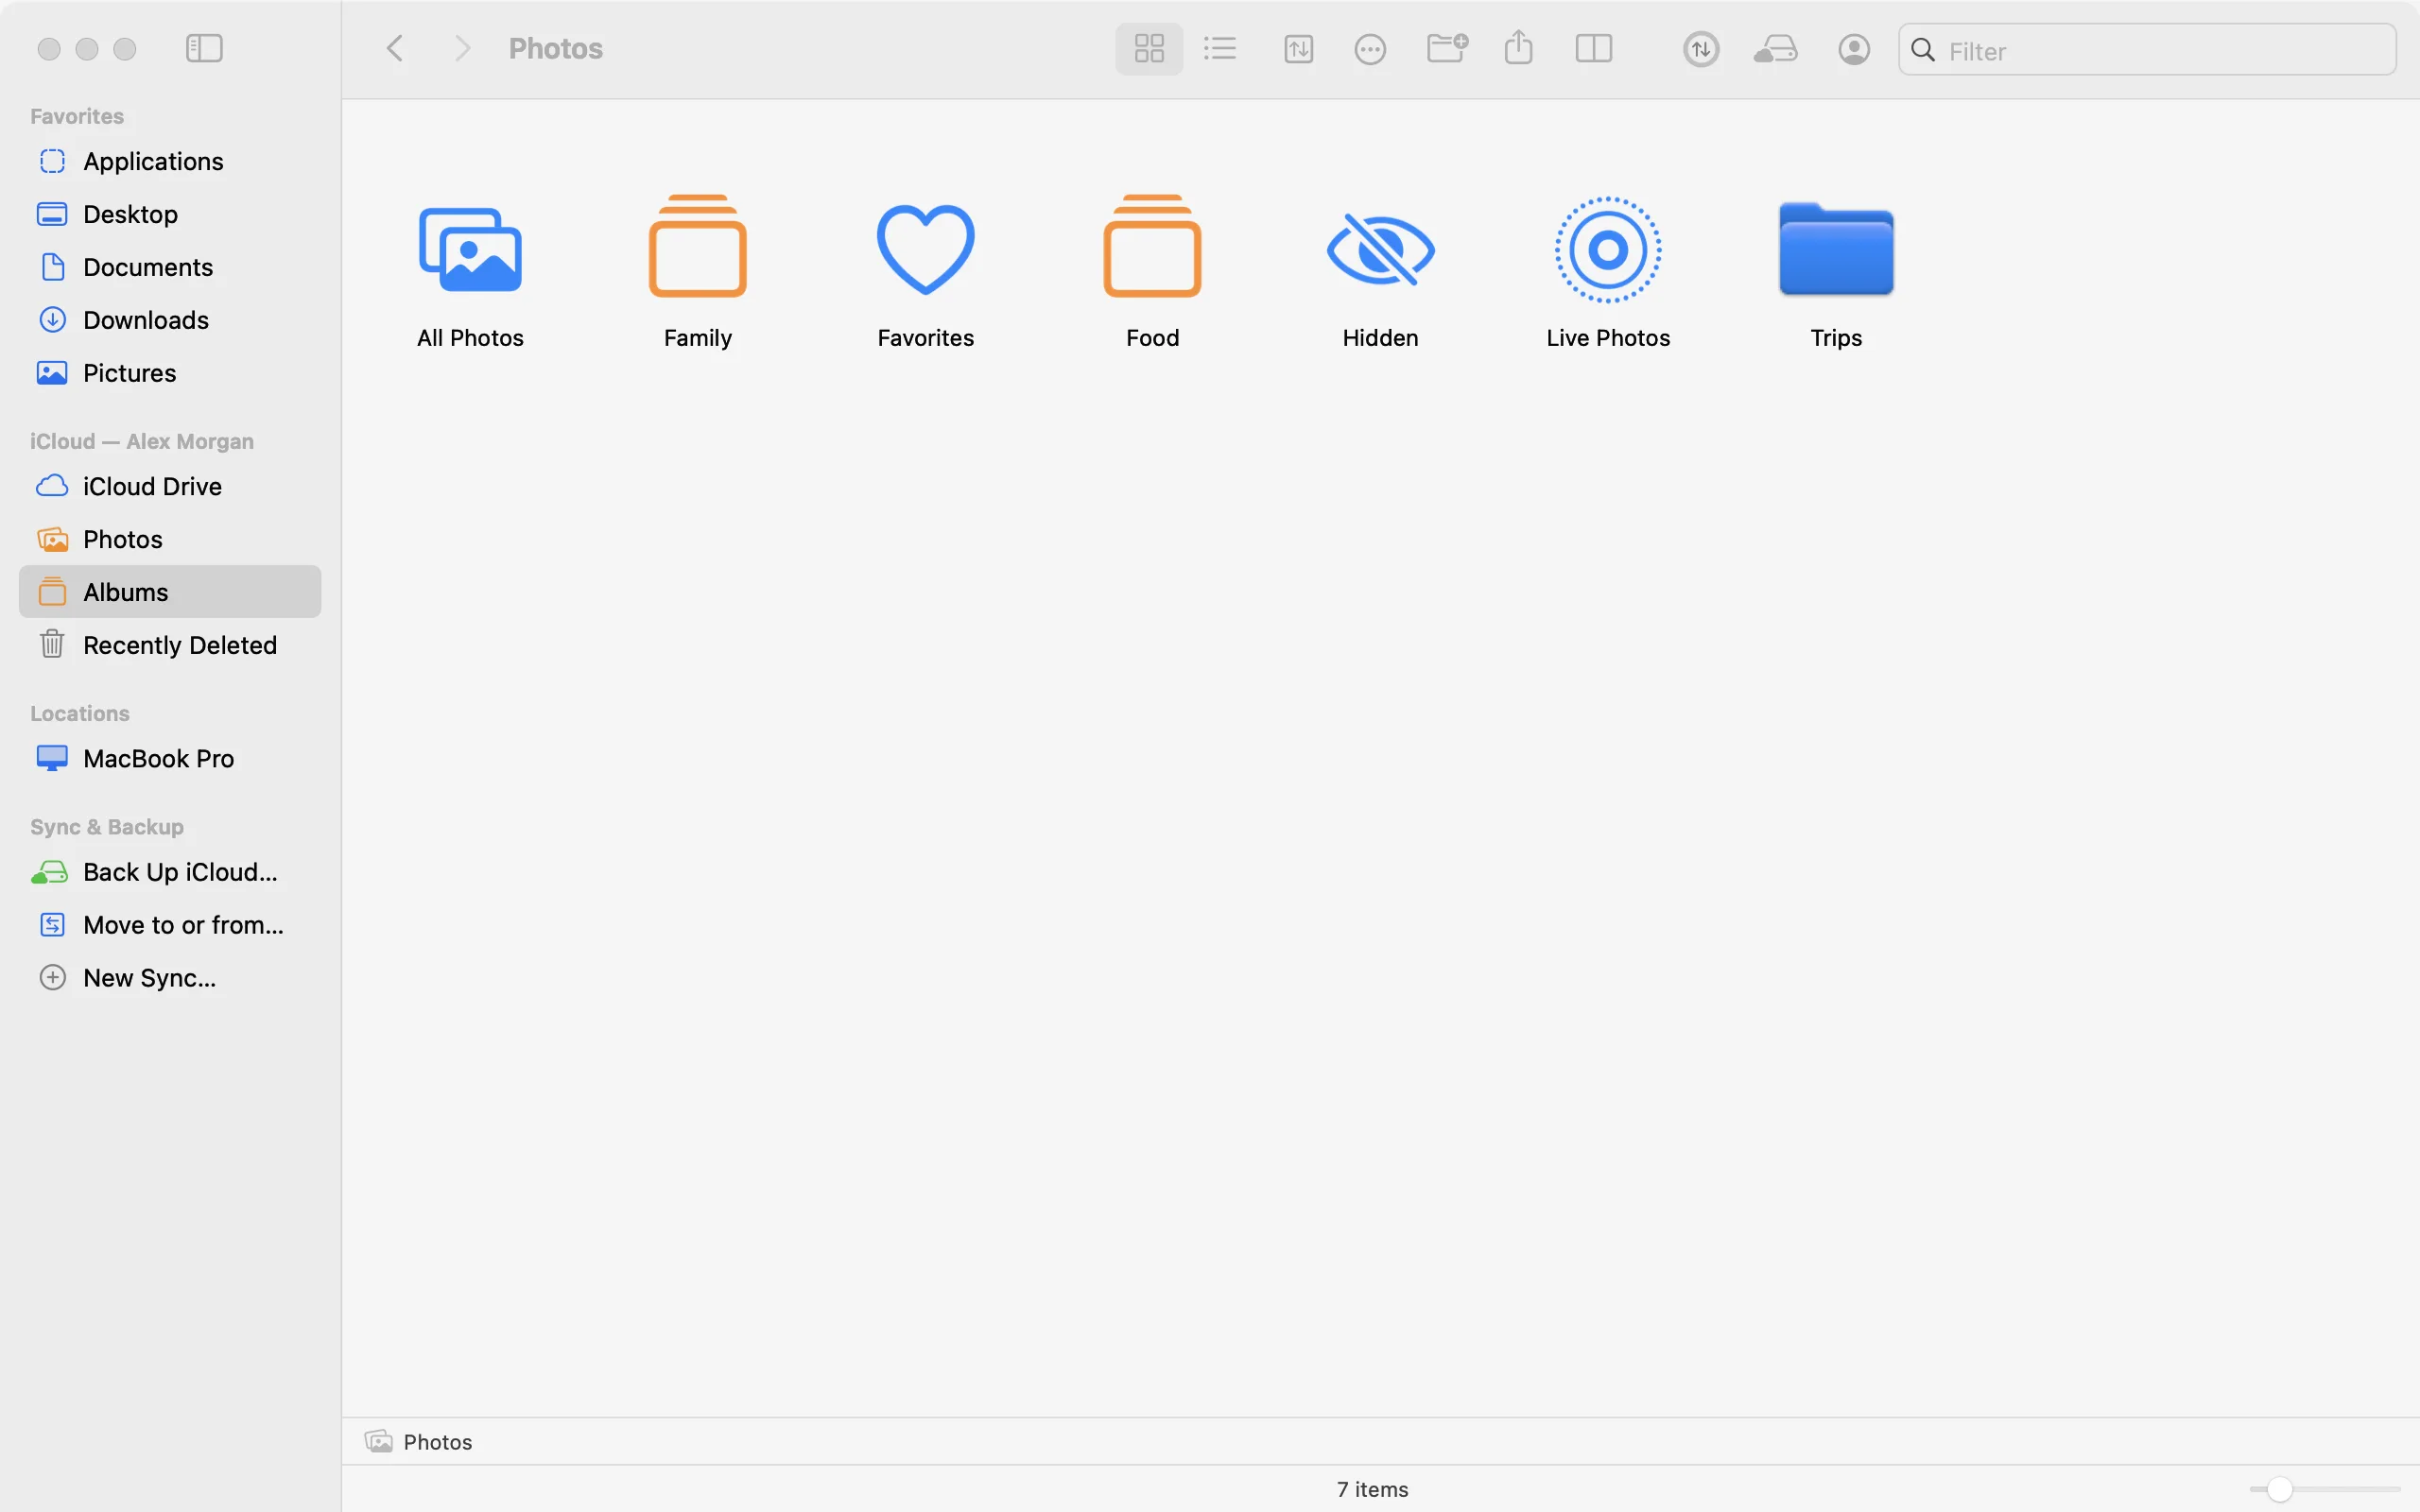 Photos
Filter
Favorites
Applications
Desktop
Documents
Downloads
Pictures
iCloud — Alex Morgan
iCloud Drive
Photos
Albums
Recently Deleted
Locations
MacBook Pro
Sync & Backup
Back Up iCloud...
Move to or from...
New Sync...
All Photos
Family
Favorites
Food
Hidden
Live Photos
Trips
Photos
7 items